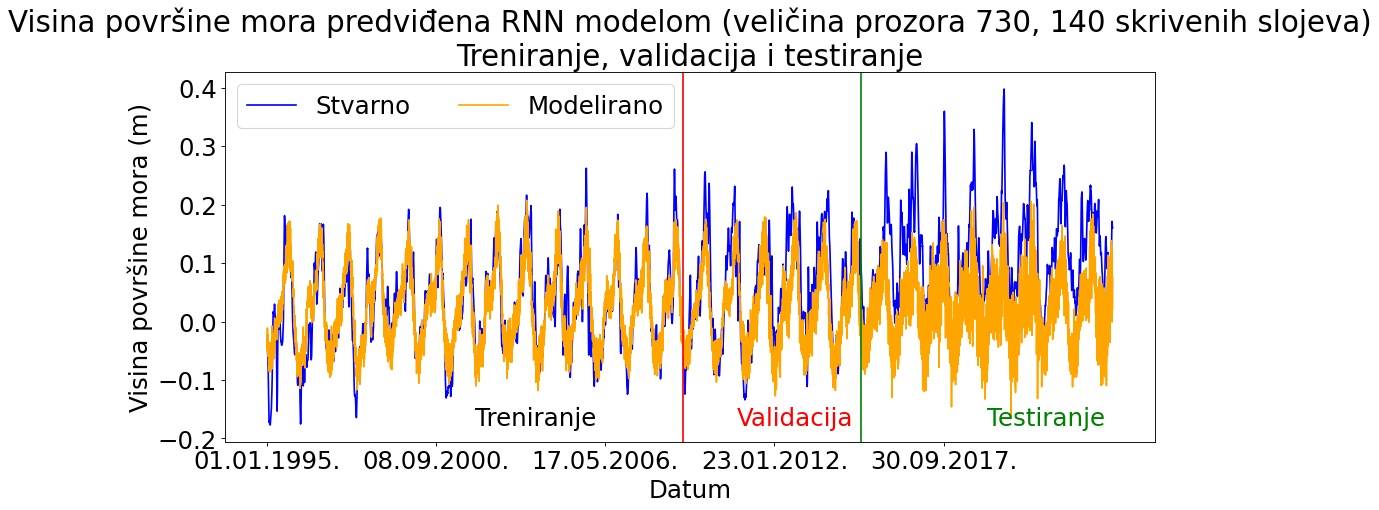 Visina površine mora predviđena RNN modelom (veličina prozora 730, 140 skrivenih slojeva)
Treniranje, validacija i testiranje
Stvarno
Modelirano
Visina površine mora (m)
0.4
0.3
0.2
0.1
0.0
−0.1
−0.2
Treniranje
Validacija
Testiranje
01.01.1995.
08.09.2000.
17.05.2006.
23.01.2012.
30.09.2017.
Datum